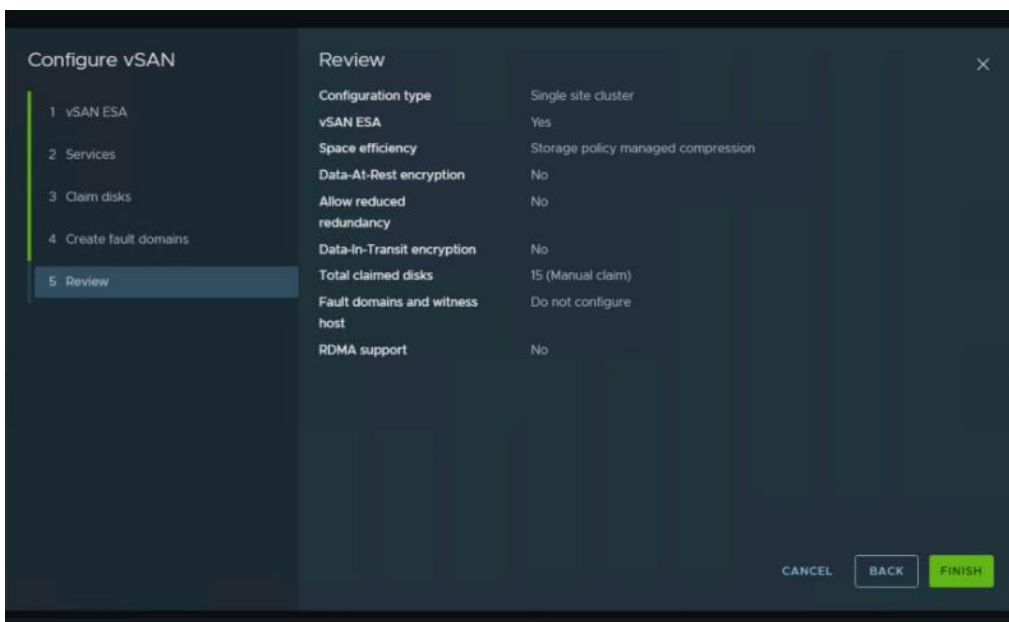 Configure vSAN
1 vSAN ESA
2 Services
3 Claim disks
4 Create fault domains
5 Review
Review
Configuration type Single site cluster
vSAN ESA Yes
Space efficiency Storage policy managed compression
Data-At-Rest encryption No
Allow reduced No
redundancy
Data-In-Transit encryption No
Total claimed disks 15 (Manual claim)
Fault domains and witness Do not configure
host
RDMA support No
CANCEL BACK FINISH